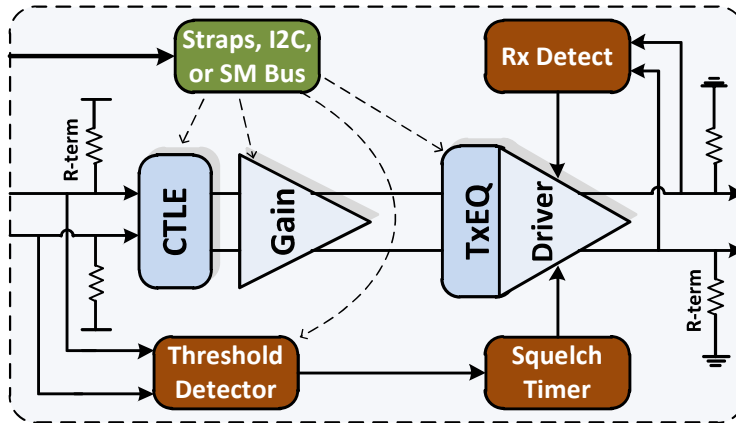 Straps, I2C,
or SM Bus
Rx Detect
R-term
CTLE
Gain
TxEQ
Driver
R-term
Threshold
Detector
Squelch
Timer